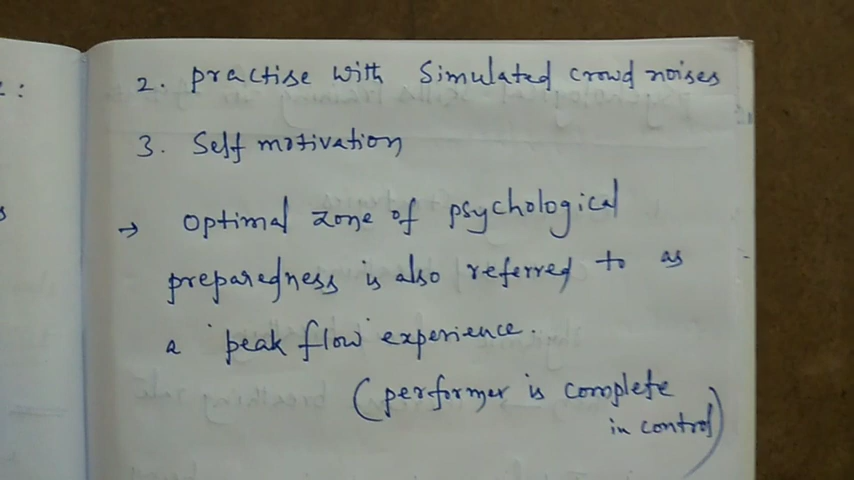 2. practise with Simulated crowd noises
3. Self motivation
→ Optimal zone of psychological
preparedness is also referred to as
a 'peak flow' experience.
(performer is complete
in control)